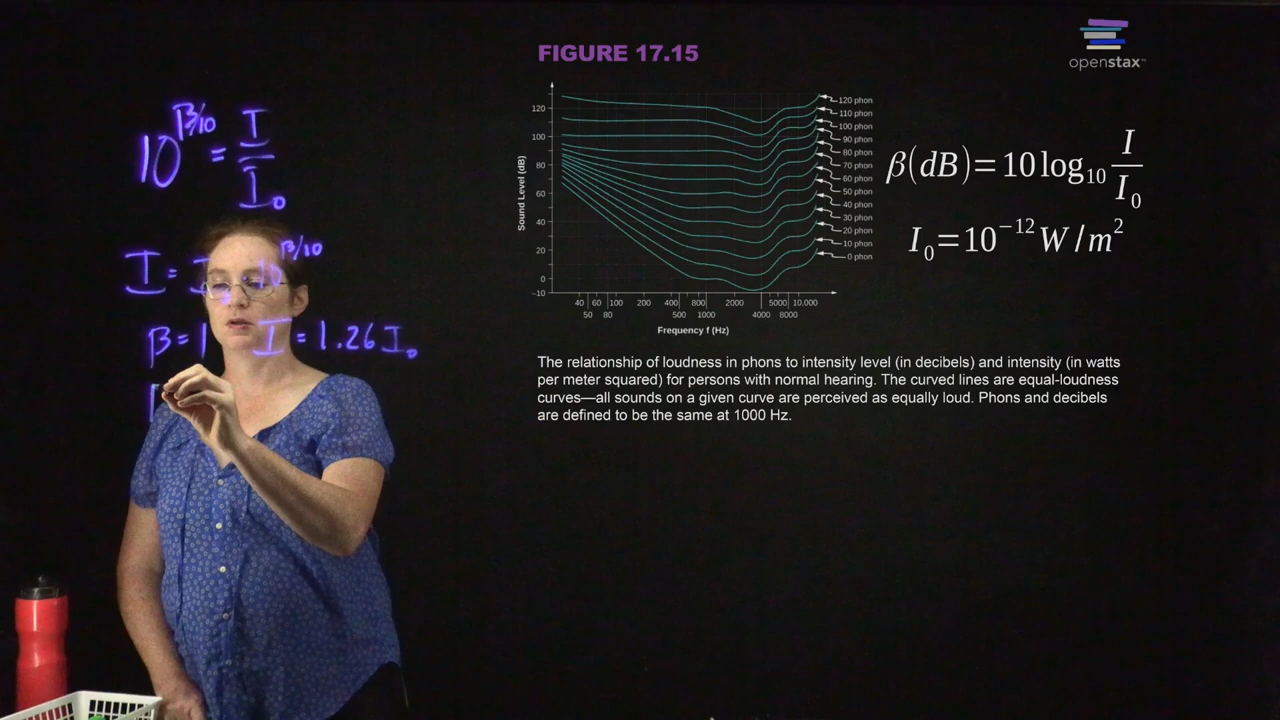 10^β/10 = I/I₀
β/10
I =
β = 1 I = 1.26 I₀
FIGURE 17.15
openstax™
Sound Level (dB)
120
100
80
60
40
20
0
−10
120 phon
110 phon
100 phon
90 phon
80 phon
70 phon
60 phon
50 phon
40 phon
30 phon
20 phon
10 phon
0 phon
40 60 100 200 400 800 2000 5000 10.000
50 80 500 1000 4000 8000
Frequency f (Hz)
β(dB)=10 log₁₀ I/I₀
I₀=10⁻¹² W/m²
The relationship of loudness in phons to intensity level (in decibels) and intensity (in watts
per meter squared) for persons with normal hearing. The curved lines are equal-loudness
curves—all sounds on a given curve are perceived as equally loud. Phons and decibels
are defined to be the same at 1000 Hz.